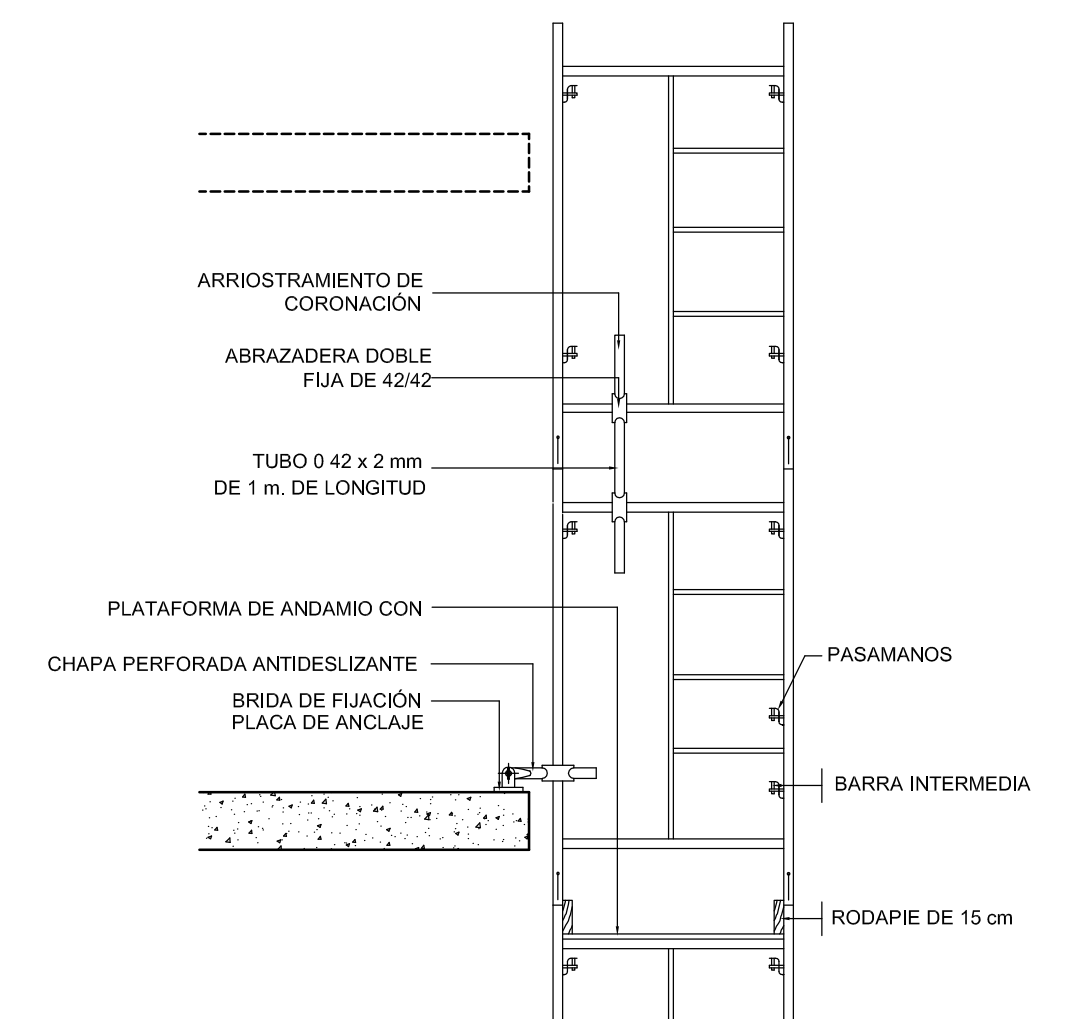 ARRIOSTRAMIENTO DE
CORONACIÓN
ABRAZADERA DOBLE
FIJA DE 42/42
TUBO 0 42 x 2 mm
DE 1 m. DE LONGITUD
PLATAFORMA DE ANDAMIO CON
CHAPA PERFORADA ANTIDESLIZANTE
BRIDA DE FIJACIÓN
PLACA DE ANCLAJE
PASAMANOS
BARRA INTERMEDIA
RODAPIE DE 15 cm